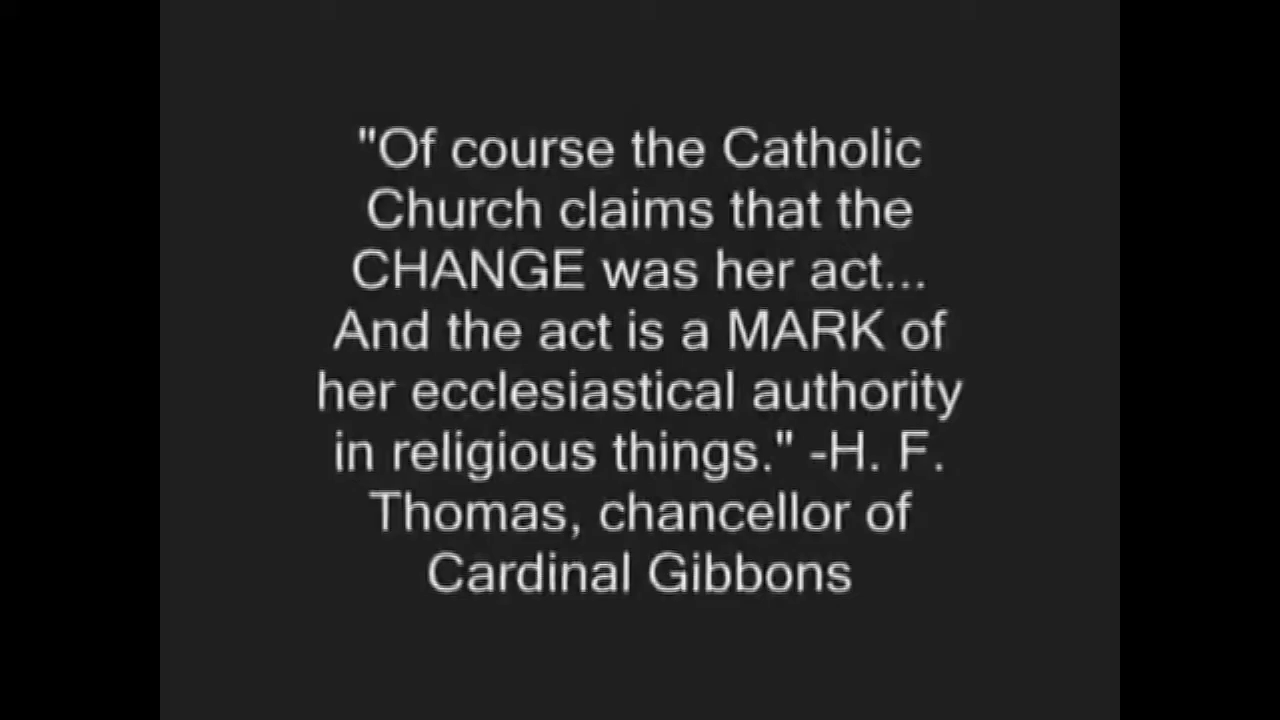 "Of course the Catholic
Church claims that the
CHANGE was her act...
And the act is a MARK of
her ecclesiastical authority
in religious things." -H. F.
Thomas, chancellor of
Cardinal Gibbons